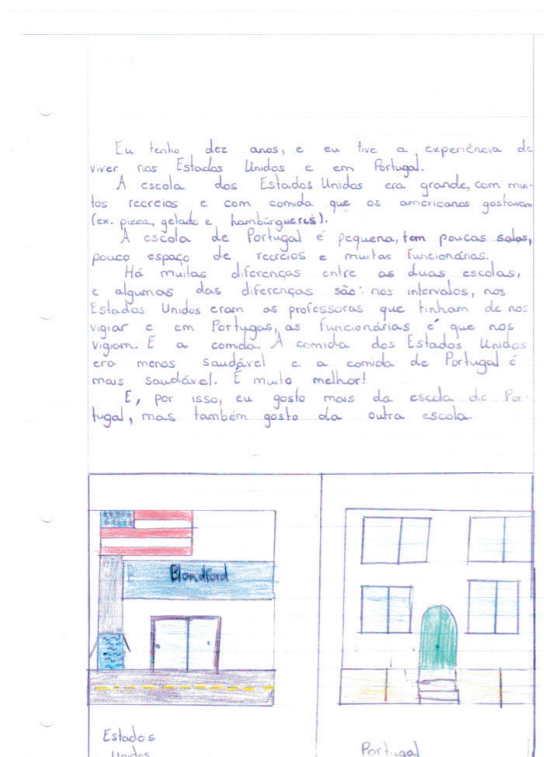 Eu tenho dez anos, e eu tive a experiência de
viver nos Estados Unidos e em Portugal.
A escola dos Estados Unidos era grande, com mui-
tos recreios e com comida que os americanos gostavam
(ex. pizza, gelado e hambúrgueres).
A escola de Portugal é pequena, tem poucas salas,
pouco espaço de recreios e muitas funcionárias.
Há muitas diferenças entre as duas escolas,
e algumas das diferenças são: nos intervalos, nos
Estados Unidos eram os professoras que tinham de nos
vigiar e em Portugas, as funcionárias é que nos
vigiam. E a comida. A comida dos Estados Unidos
era menos saudável e a comida de Portugal é
mais saudável. É muito melhor!
E, por isso, eu gosto mais da escola de Por-
tugal, mas também gosto da outra escola
Blandford
Estados
Unidos
Portugal